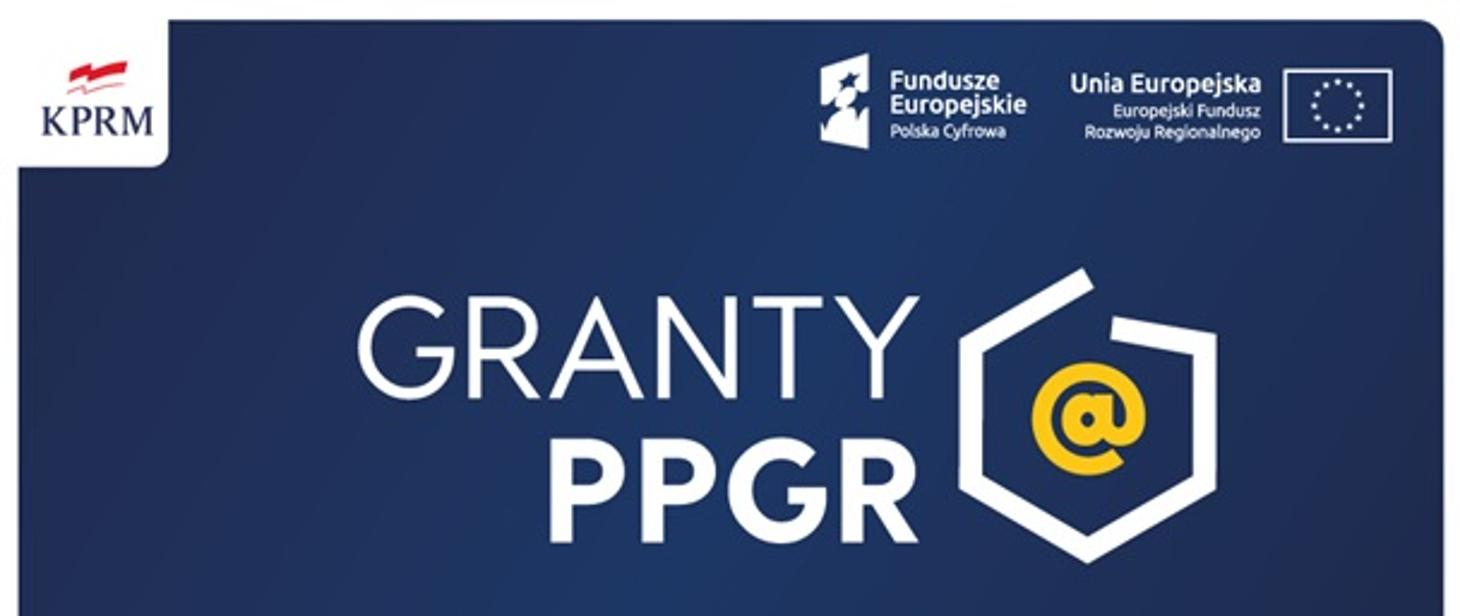 KPRM
Fundusze
Europejskie
Polska Cyfrowa
Unia Europejska
Europejski Fundusz
Rozwoju Regionalnego
GRANTY
PPGR
@